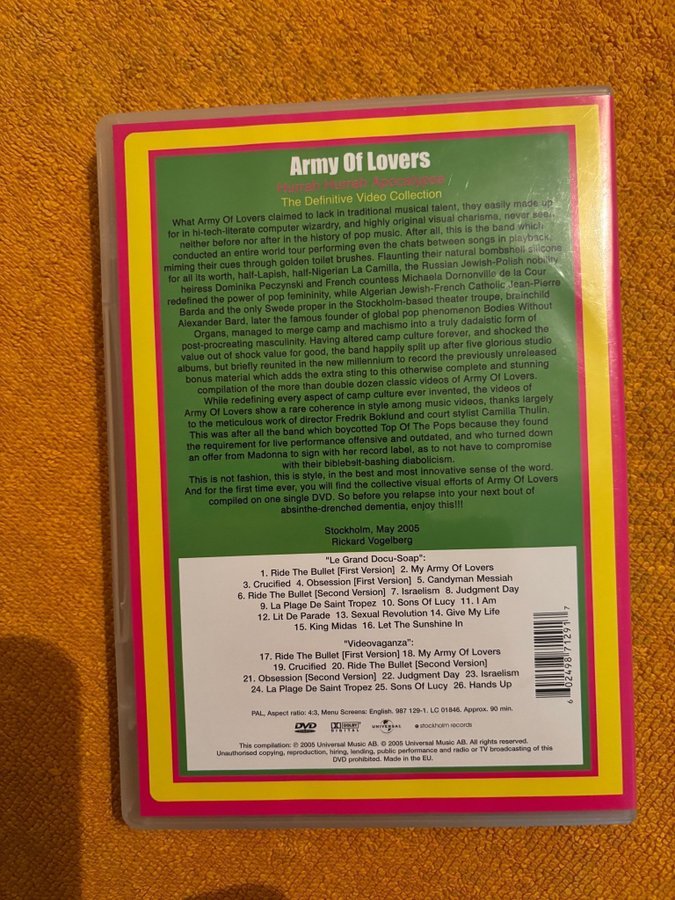 Army Of Lovers
Hurrah Hurrah Apocalypse
The Definitive Video Collection
What Army Of Lovers claimed to lack in traditional musical talent, they easily made up
for in hi-tech-literate computer wizardry, and highly original visual charisma, never seen
neither before nor after in the history of pop music. After all, this is the band which
conducted an entire world tour performing even the chats between songs in playback,
miming their cues through golden toilet brushes. Flaunting their natural bombshell silicone
for all its worth, half-Lapish, half-Nigerian La Camilla, the Russian Jewish-Polish nobility
heiress Dominika Peczynski and French countess Michaela Dornonville de la Cour
redefined the power of pop femininity, while Algerian Jewish-French Catholic Jean-Pierre
Barda and the only Swede proper in the Stockholm-based theater troupe, brainchild
Alexander Bard, later the famous founder of global pop phenomenon Bodies Without
Organs, managed to merge camp and machismo into a truly dadaistic form of
post-procreating masculinity. Having altered camp culture forever, and shocked the
value out of shock value for good, the band happily split up after five glorious studio
albums, but briefly reunited in the new millennium to record the previously unreleased
bonus material which adds the extra sting to this otherwise complete and stunning
compilation of the more than double dozen classic videos of Army Of Lovers.
While redefining every aspect of camp culture ever invented, the videos of
Army Of Lovers show a rare coherence in style among music videos, thanks largely
to the meticulous work of director Fredrik Boklund and court stylist Camilla Thulin.
This was after all the band which boycotted Top Of The Pops because they found
the requirement for live performance offensive and outdated, and who turned down
an offer from Madonna to sign with her record label, as to not have to compromise
with their biblebelt-bashing diabolicism.
This is not fashion, this is style, in the best and most innovative sense of the word.
And for the first time ever, you will find the collective visual efforts of Army Of Lovers
compiled on one single DVD. So before you relapse into your next bout of
absinthe-drenched dementia, enjoy this!!!
Stockholm, May 2005
Rickard Vogelberg
"Le Grand Docu-Soap":
1. Ride The Bullet [First Version] 2. My Army Of Lovers
3. Crucified 4. Obsession [First Version] 5. Candyman Messiah
6. Ride The Bullet [Second Version] 7. Israelism 8. Judgment Day
9. La Plage De Saint Tropez 10. Sons Of Lucy 11. I Am
12. Lit De Parade 13. Sexual Revolution 14. Give My Life
15. King Midas 16. Let The Sunshine In
"Videovaganza":
17. Ride The Bullet [First Version] 18. My Army Of Lovers
19. Crucified 20. Ride The Bullet [Second Version]
21. Obsession [Second Version] 22. Judgment Day 23. Israelism
24. La Plage De Saint Tropez 25. Sons Of Lucy 26. Hands Up
6 02498 71291 7
PAL, Aspect ratio: 4:3, Menu Screens: English. 987 129-1. LC 01846. Approx. 90 min.
DVD DOLBY DIGITAL UNIVERSAL stockholm records
This compilation: ℗ 2005 Universal Music AB. © 2005 Universal Music AB. All rights reserved.
Unauthorised copying, reproduction, hiring, lending, public performance and radio or TV broadcasting of this
DVD prohibited. Made in the EU.